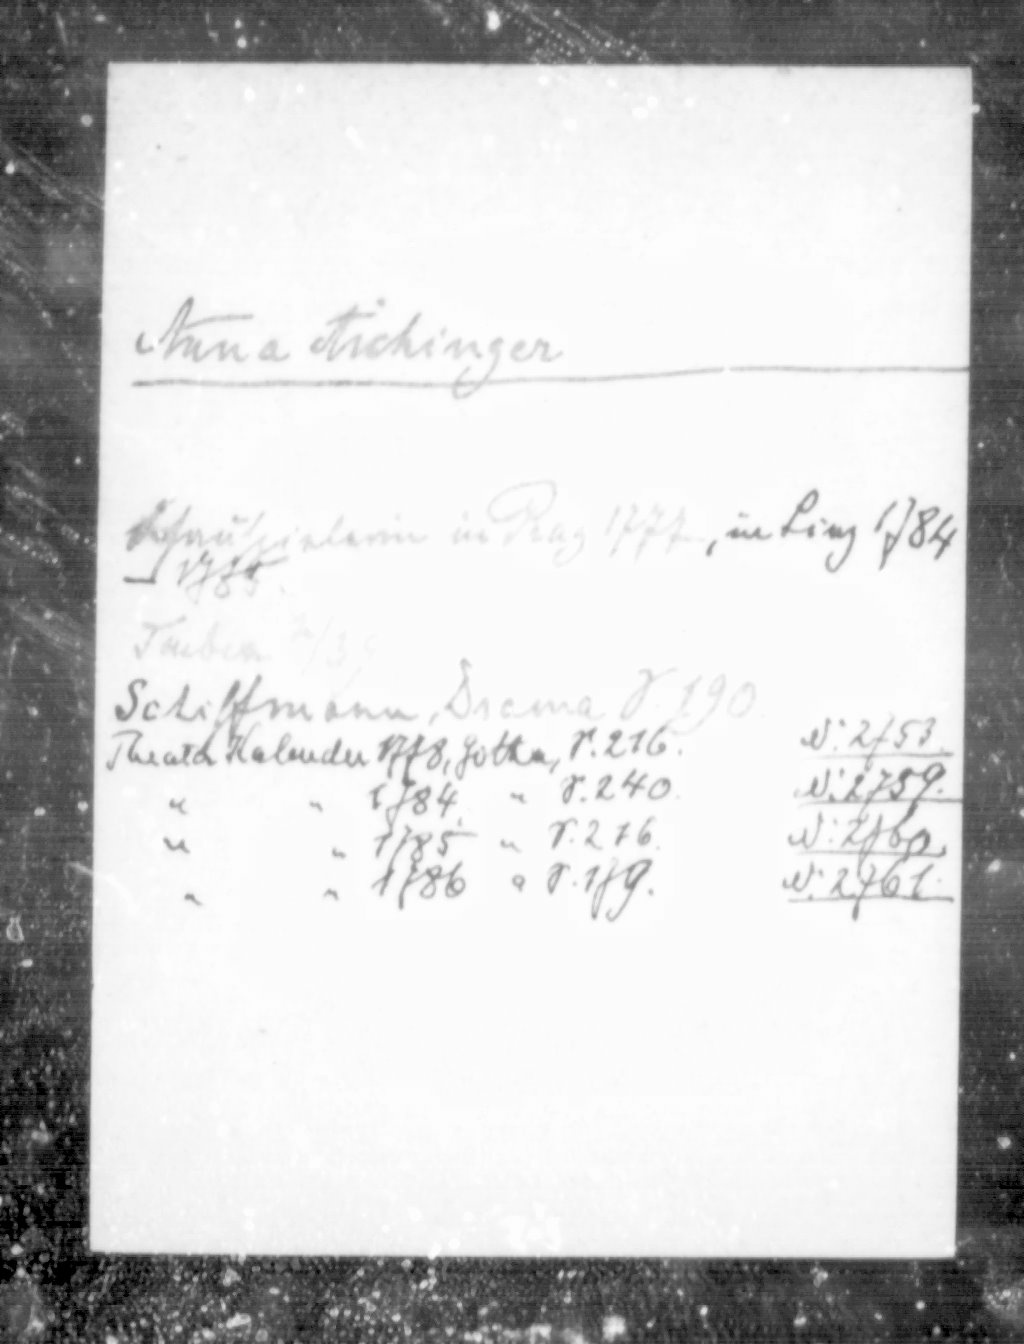 Anna Aichinger
Schauspielerin in Prag 1777, in Linz 1784
– 1785.
Teuber
Schiffmann, Drama S. 190
Theater Kalender 1778, Gotha, S. 216. N: 2753.
" " 1784. " S. 240. N: 2759.
" " 1785 " S. 216. N: 2760.
" " 1786 " S. 179. N: 2761.